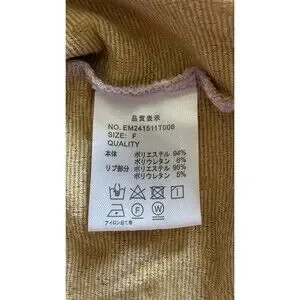 品質表示
NO. EM241511T006
SIZE: F
QUALITY
本体 ポリエステル 94%
ポリウレタン 6%
リブ部分 ポリエステル 95%
ポリウレタン 5%
F W
アイロン当て布